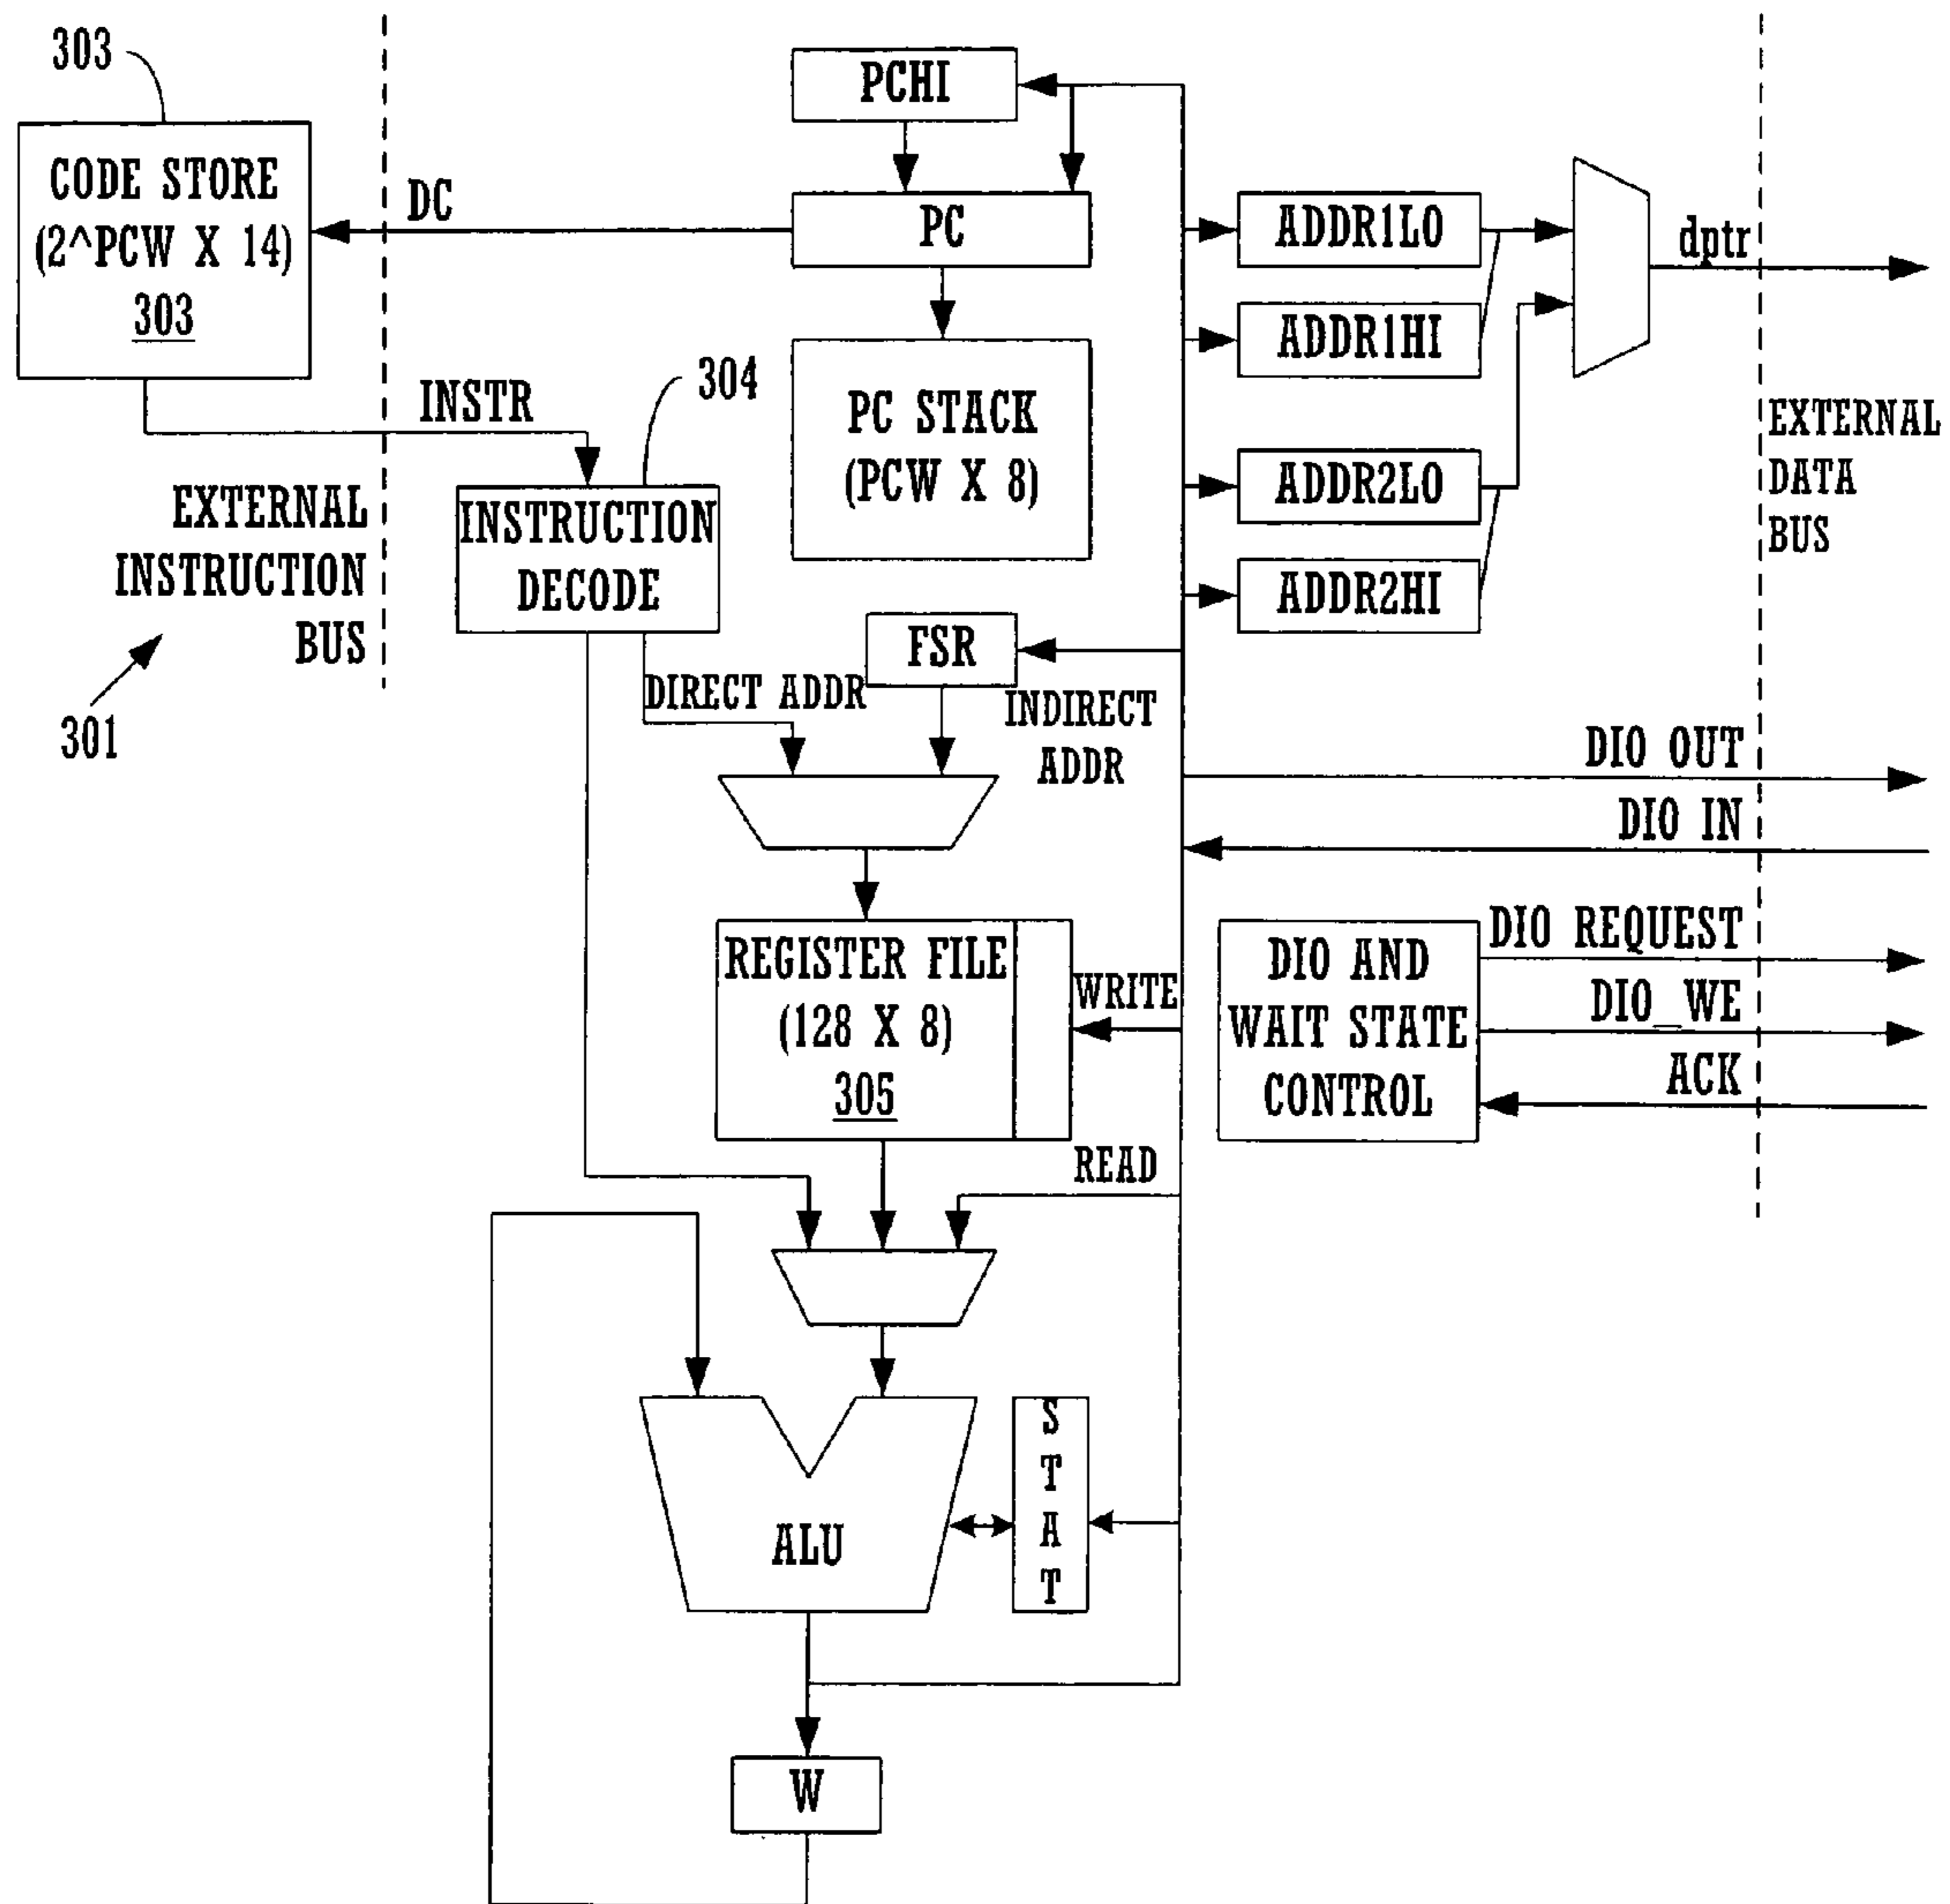 303
CODE STORE
(2^PCW X 14)
303
DC
PCHI
PC
PC STACK
(PCW X 8)
ADDR1LO
ADDR1HI
ADDR2LO
ADDR2HI
dptr
EXTERNAL
DATA
BUS
INSTR
304
INSTRUCTION
DECODE
EXTERNAL
INSTRUCTION
BUS
301
FSR
DIRECT ADDR
INDIRECT
ADDR
DIO OUT
DIO IN
REGISTER FILE
(128 X 8)
305
WRITE
READ
DIO AND
WAIT STATE
CONTROL
DIO REQUEST
DIO_WE
ACK
ALU
S
T
A
T
W